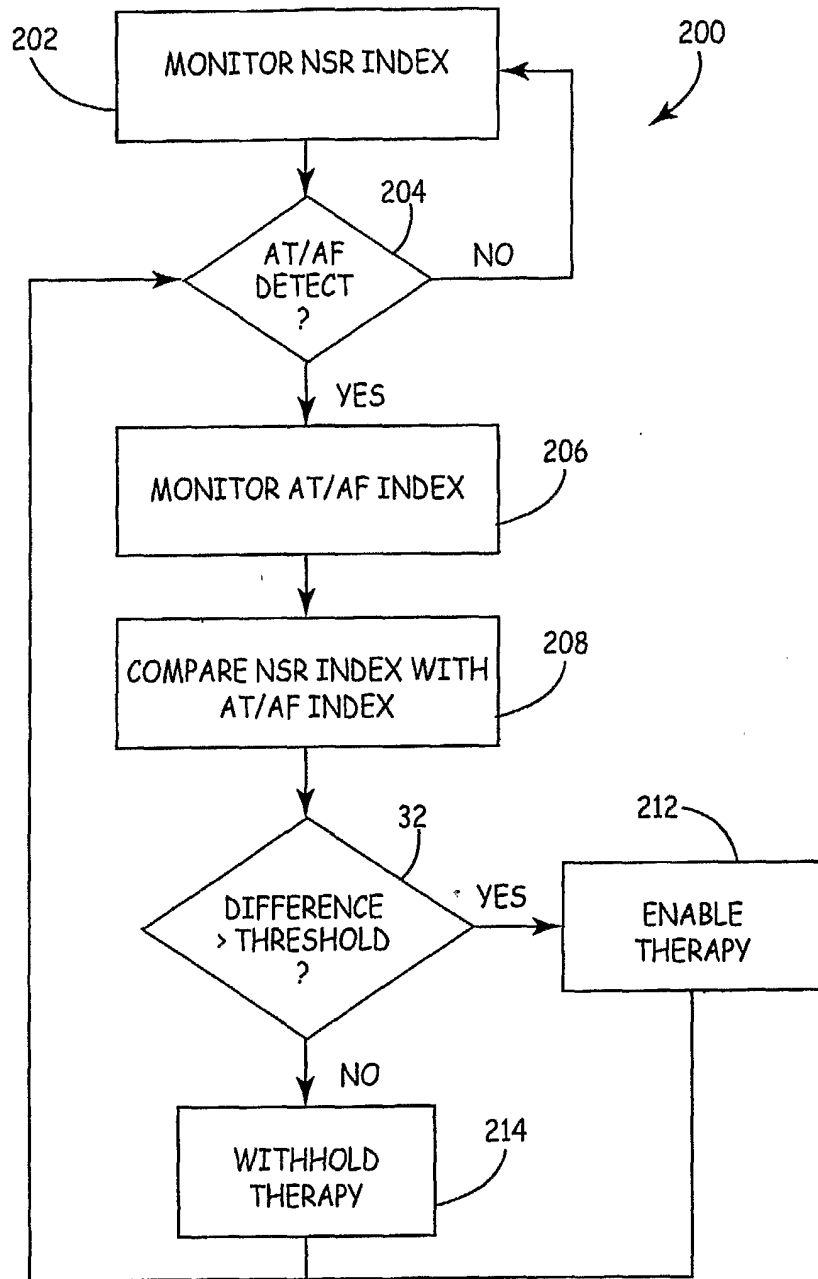 202
MONITOR NSR INDEX
200
204
AT/AF
DETECT
?
NO
YES
206
MONITOR AT/AF INDEX
208
COMPARE NSR INDEX WITH
AT/AF INDEX
32
212
DIFFERENCE
> THRESHOLD
?
YES
ENABLE
THERAPY
NO
214
WITHHOLD
THERAPY